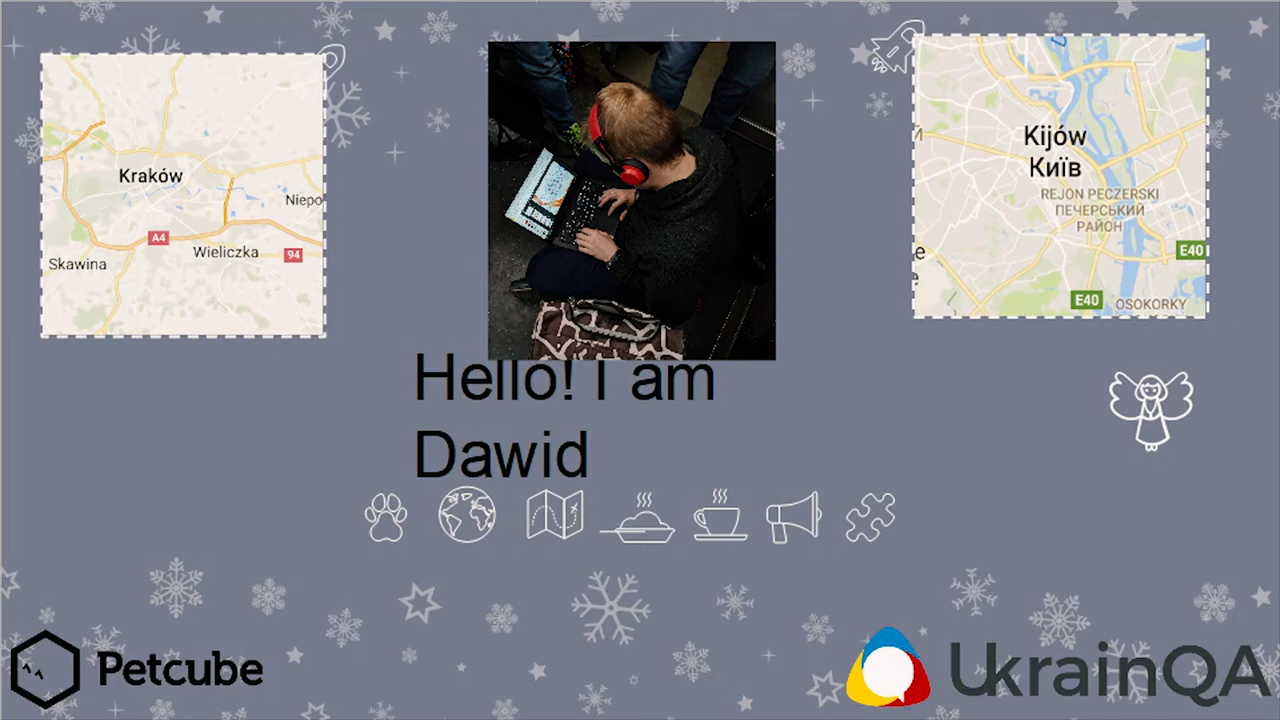 Kraków
Niepo
A4
Wieliczka
94
Skawina
Kijów
Київ
REJON PECZERSKI
ПЕЧЕРСЬКИЙ
РАЙОН
E40
E40
OSOKORKY
Hello! I am
Dawid
Petcube
UkrainQA